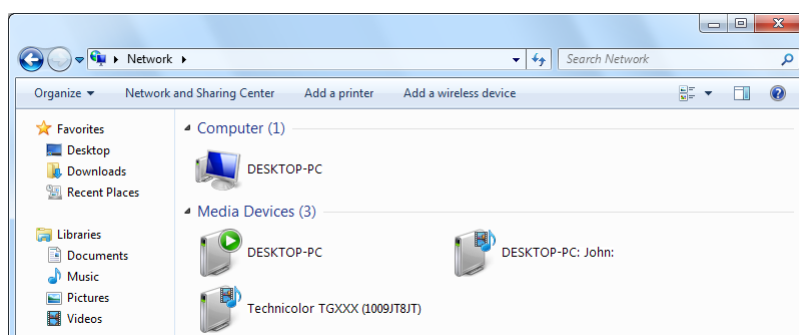 Network
Search Network
Organize
Network and Sharing Center
Add a printer
Add a wireless device
Favorites
Desktop
Downloads
Recent Places
Libraries
Documents
Music
Pictures
Videos
Computer (1)
DESKTOP-PC
Media Devices (3)
DESKTOP-PC
DESKTOP-PC: John:
Technicolor TGXXX (1009JT8JT)